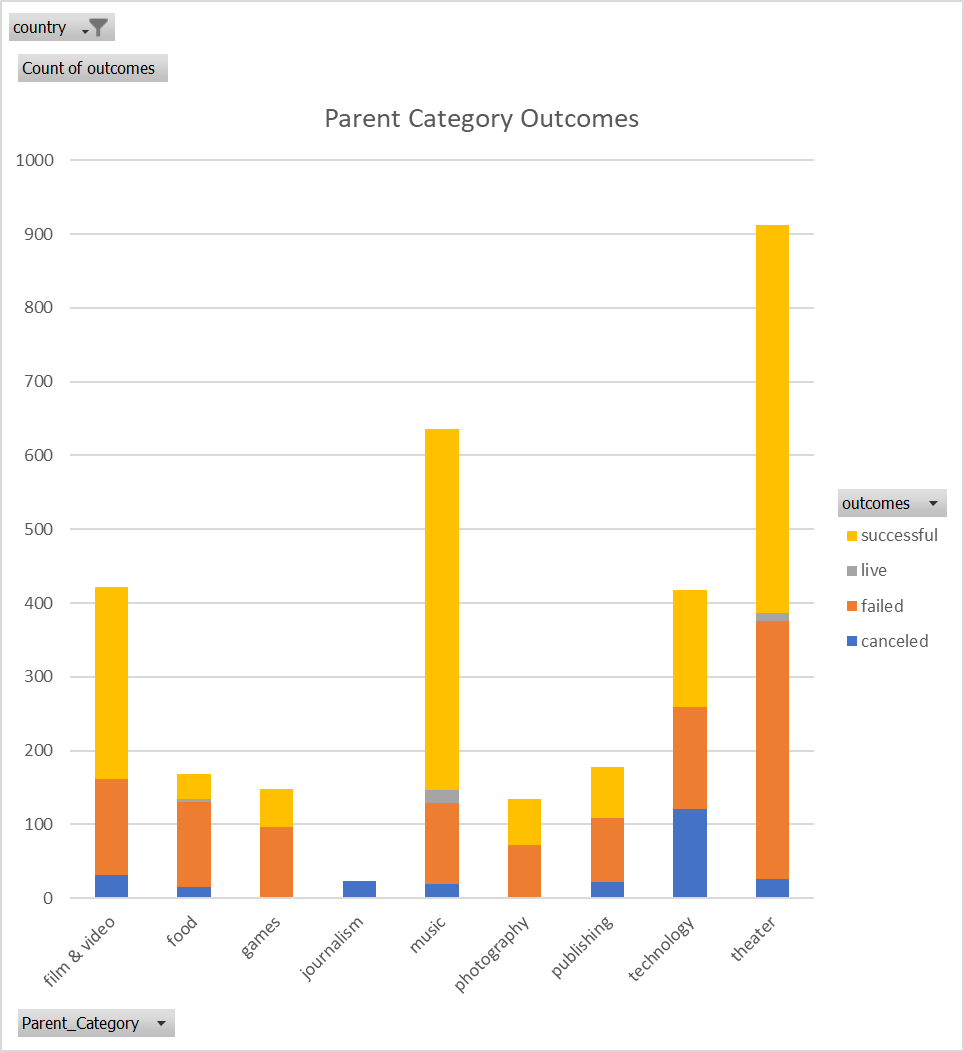 country
Count of outcomes
Parent Category Outcomes
1000
900
800
700
600
500
400
300
200
100
0
film & video
food
games
journalism
music
photography
publishing
technology
theater
outcomes
successful
live
failed
canceled
Parent_Category